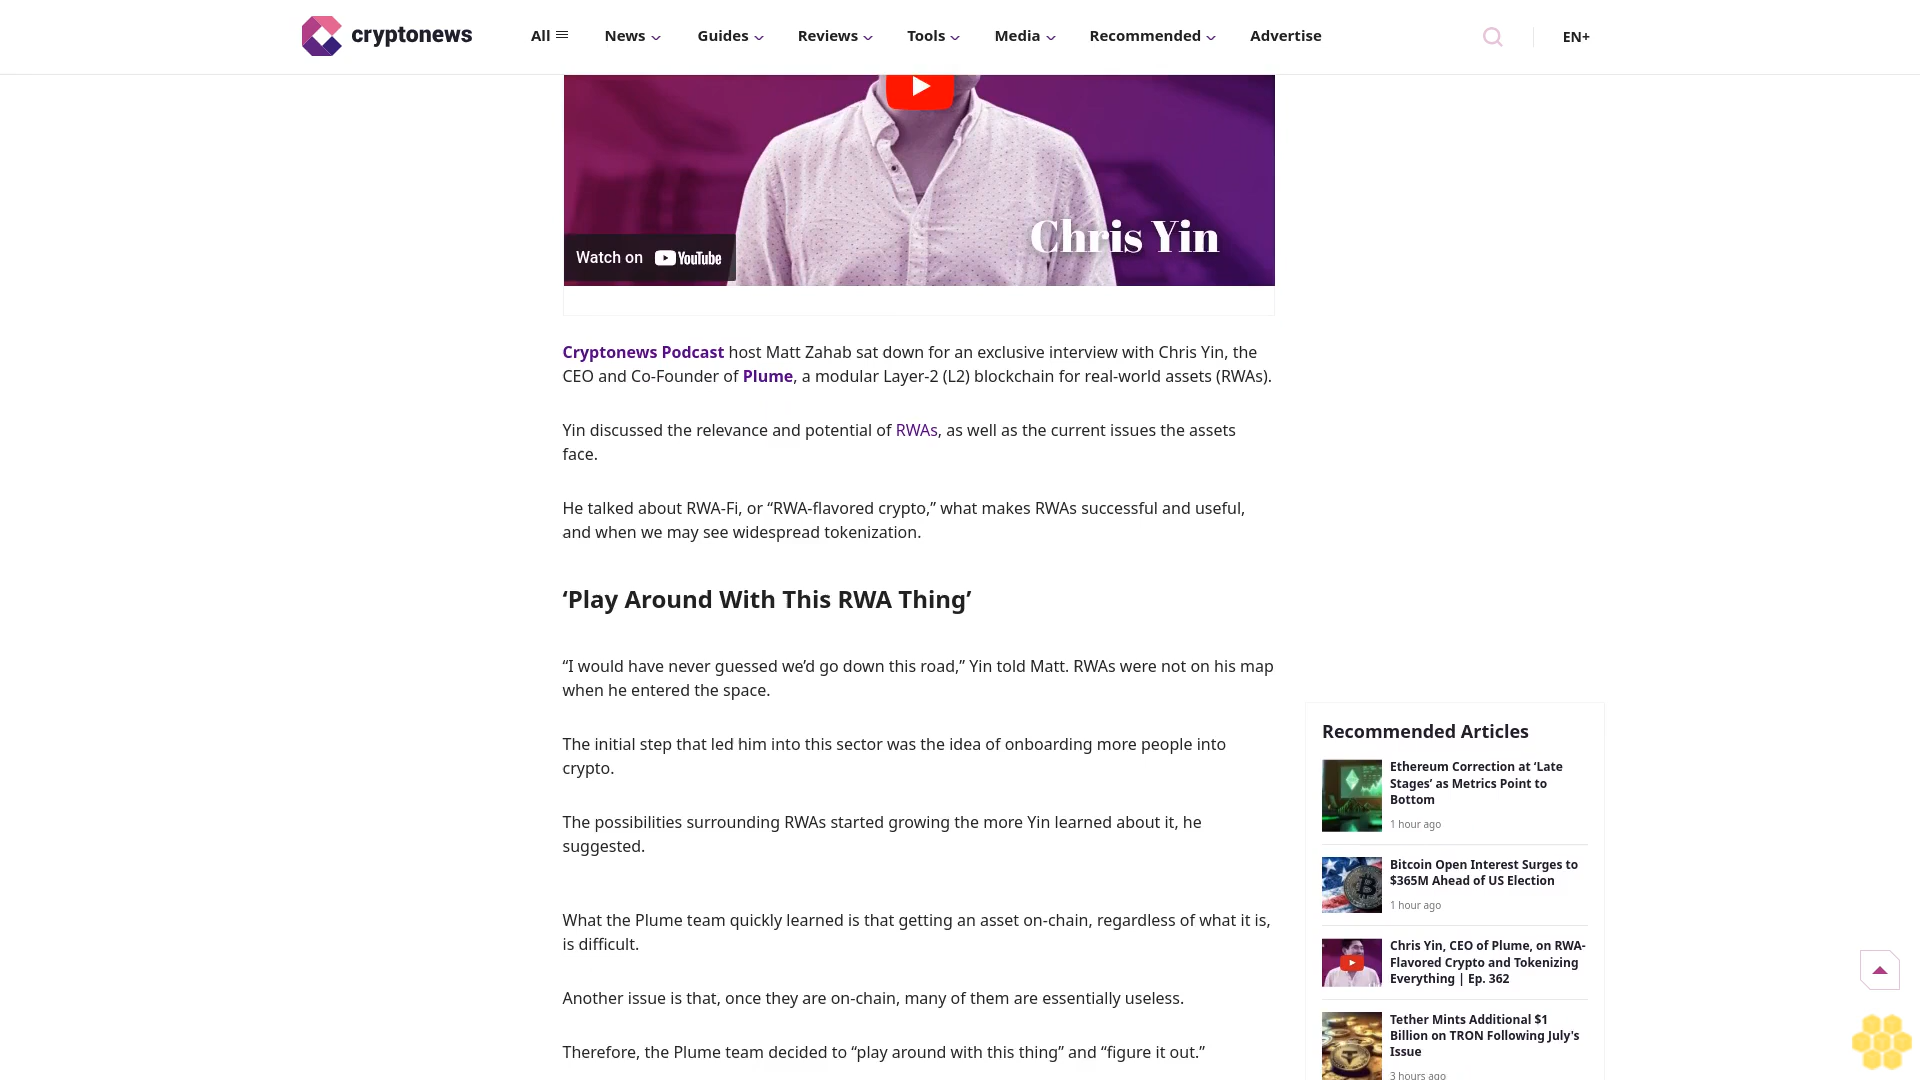 cryptonews
All
News
Guides
Reviews
Tools
Media
Recommended
Advertise
EN+
Chris Yin
Watch on YouTube
Cryptonews Podcast host Matt Zahab sat down for an exclusive interview with Chris Yin, the
CEO and Co-Founder of Plume, a modular Layer-2 (L2) blockchain for real-world assets (RWAs).
Yin discussed the relevance and potential of RWAs, as well as the current issues the assets
face.
He talked about RWA-Fi, or “RWA-flavored crypto,” what makes RWAs successful and useful,
and when we may see widespread tokenization.
‘Play Around With This RWA Thing’
“I would have never guessed we’d go down this road,” Yin told Matt. RWAs were not on his map
when he entered the space.
The initial step that led him into this sector was the idea of onboarding more people into
crypto.
The possibilities surrounding RWAs started growing the more Yin learned about it, he
suggested.
What the Plume team quickly learned is that getting an asset on-chain, regardless of what it is,
is difficult.
Another issue is that, once they are on-chain, many of them are essentially useless.
Therefore, the Plume team decided to “play around with this thing” and “figure it out.”
Recommended Articles
Ethereum Correction at ‘Late
Stages’ as Metrics Point to
Bottom
1 hour ago
Bitcoin Open Interest Surges to
$365M Ahead of US Election
1 hour ago
Chris Yin, CEO of Plume, on RWA-
Flavored Crypto and Tokenizing
Everything | Ep. 362
Tether Mints Additional $1
Billion on TRON Following July's
Issue
3 hours ago